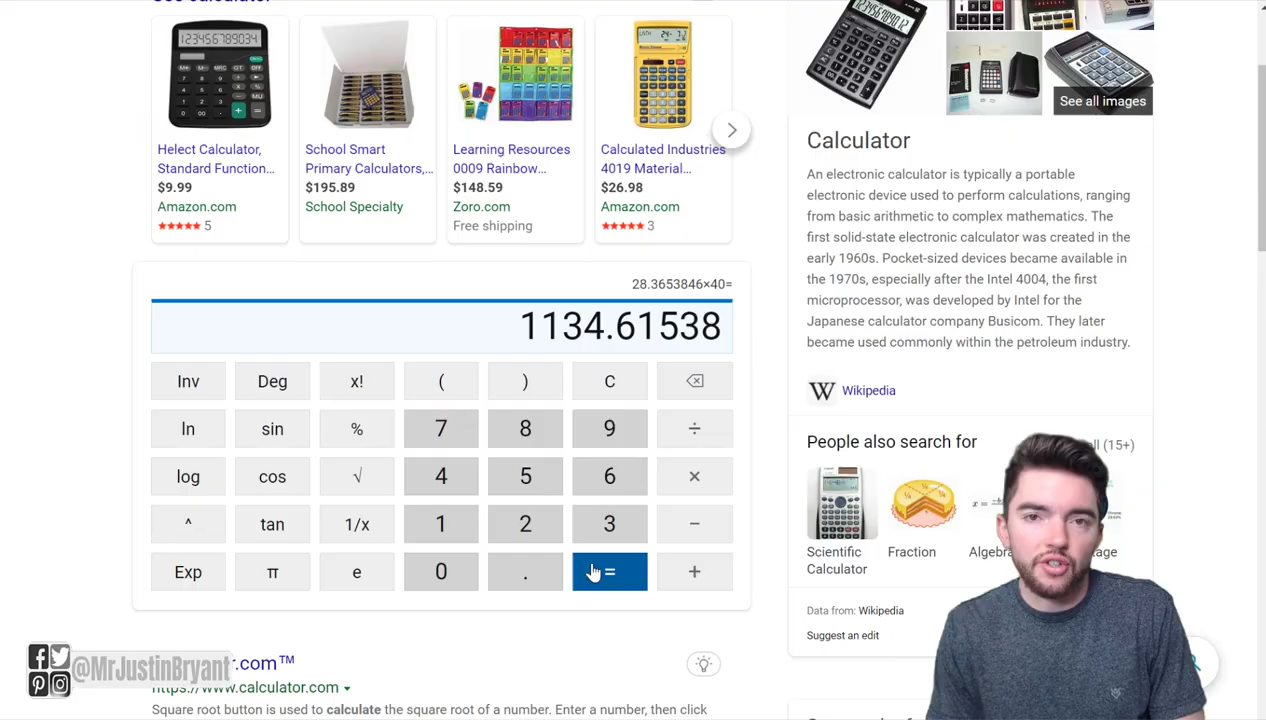 1234567890934
Helect Calculator,
Standard Function...
$9.99
Amazon.com
5
School Smart
Primary Calculators,...
$195.89
School Specialty
Learning Resources
0009 Rainbow...
$148.59
Zoro.com
Free shipping
Calculated Industries
4019 Material...
$26.98
Amazon.com
3
28.3653846×40=
1134.61538
Inv Deg x! ( ) C
ln sin % 7 8 9 ÷
log cos √ 4 5 6 ×
^ tan 1/x 1 2 3 −
Exp π e 0 . = +
@MrJustinBryant
r.com™
https://www.calculator.com
Square root button is used to calculate the square root of a number. Enter a number, then click
See all images
Calculator
An electronic calculator is typically a portable
electronic device used to perform calculations, ranging
from basic arithmetic to complex mathematics. The
first solid-state electronic calculator was created in the
early 1960s. Pocket-sized devices became available in
the 1970s, especially after the Intel 4004, the first
microprocessor, was developed by Intel for the
Japanese calculator company Busicom. They later
became used commonly within the petroleum industry.
W Wikipedia
People also search for
(15+)
Scientific
Calculator
Fraction
Data from: Wikipedia
Suggest an edit